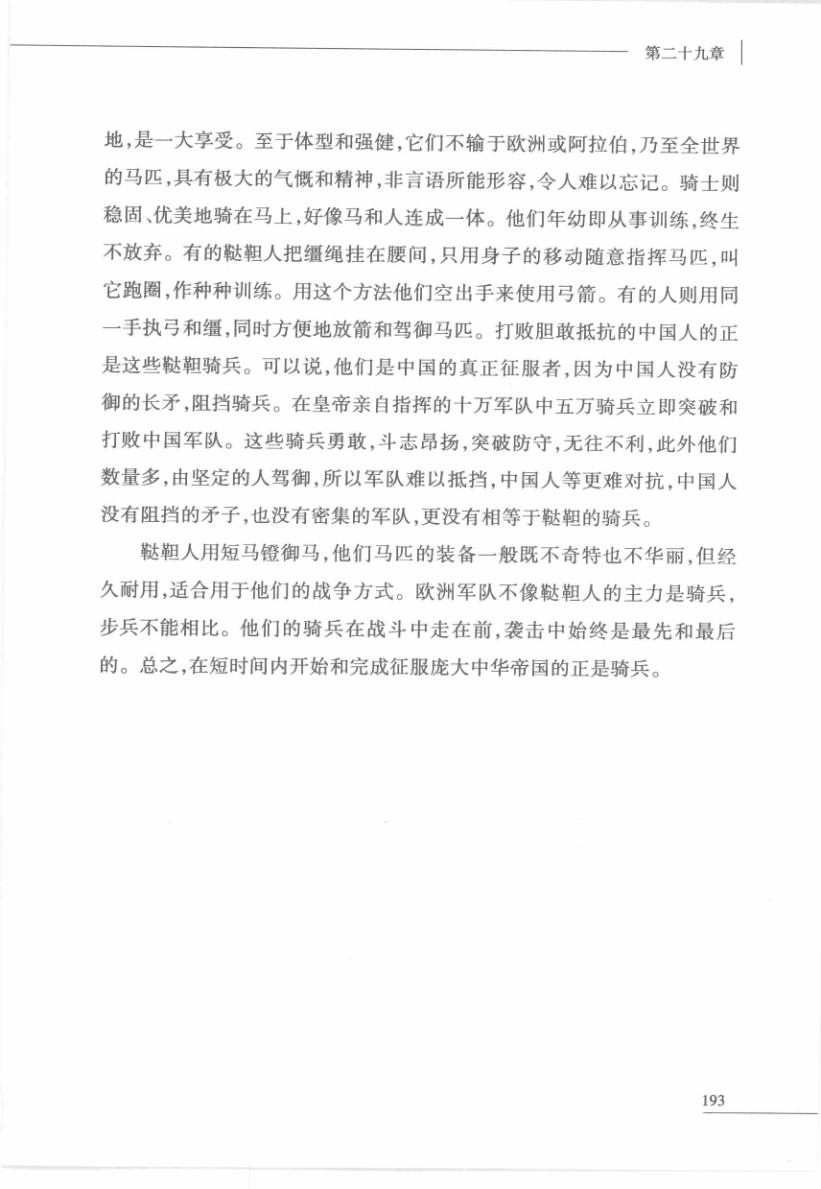 第二十九章
地,是一大享受。至于体型和强健,它们不输于欧洲或阿拉伯,乃至全世界
的马匹,具有极大的气慨和精神,非言语所能形容,令人难以忘记。骑士则
稳固、优美地骑在马上,好像马和人连成一体。他们年幼即从事训练,终生
不放弃。有的鞑靼人把缰绳挂在腰间,只用身子的移动随意指挥马匹,叫
它跑圈,作种种训练。用这个方法他们空出手来使用弓箭。有的人则用同
一手执弓和缰,同时方便地放箭和驾御马匹。打败胆敢抵抗的中国人的正
是这些鞑靼骑兵。可以说,他们是中国的真正征服者,因为中国人没有防
御的长矛,阻挡骑兵。在皇帝亲自指挥的十万军队中五万骑兵立即突破和
打败中国军队。这些骑兵勇敢,斗志昂扬,突破防守,无往不利,此外他们
数量多,由坚定的人驾御,所以军队难以抵挡,中国人等更难对抗,中国人
没有阻挡的矛子,也没有密集的军队,更没有相等于鞑靼的骑兵。
鞑靼人用短马镫御马,他们马匹的装备一般既不奇特也不华丽,但经
久耐用,适合用于他们的战争方式。欧洲军队不像鞑靼人的主力是骑兵,
步兵不能相比。他们的骑兵在战斗中走在前,袭击中始终是最先和最后
的。总之,在短时间内开始和完成征服庞大中华帝国的正是骑兵。
193